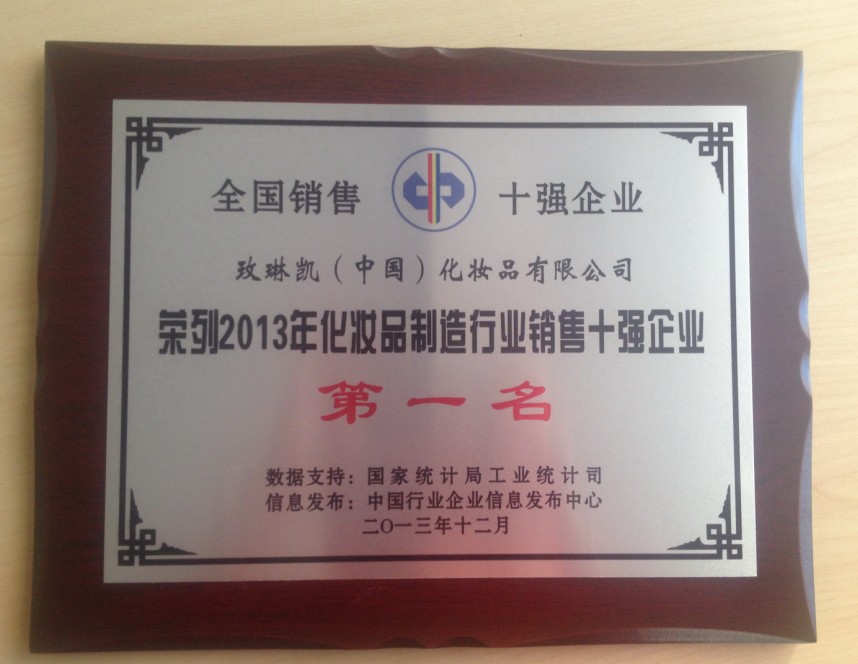 全国销售 十强企业
玫琳凯（中国）化妆品有限公司
荣列2013年化妆品制造行业销售十强企业
第一名
数据支持：国家统计局工业统计司
信息发布：中国行业企业信息发布中心
二〇一三年十二月